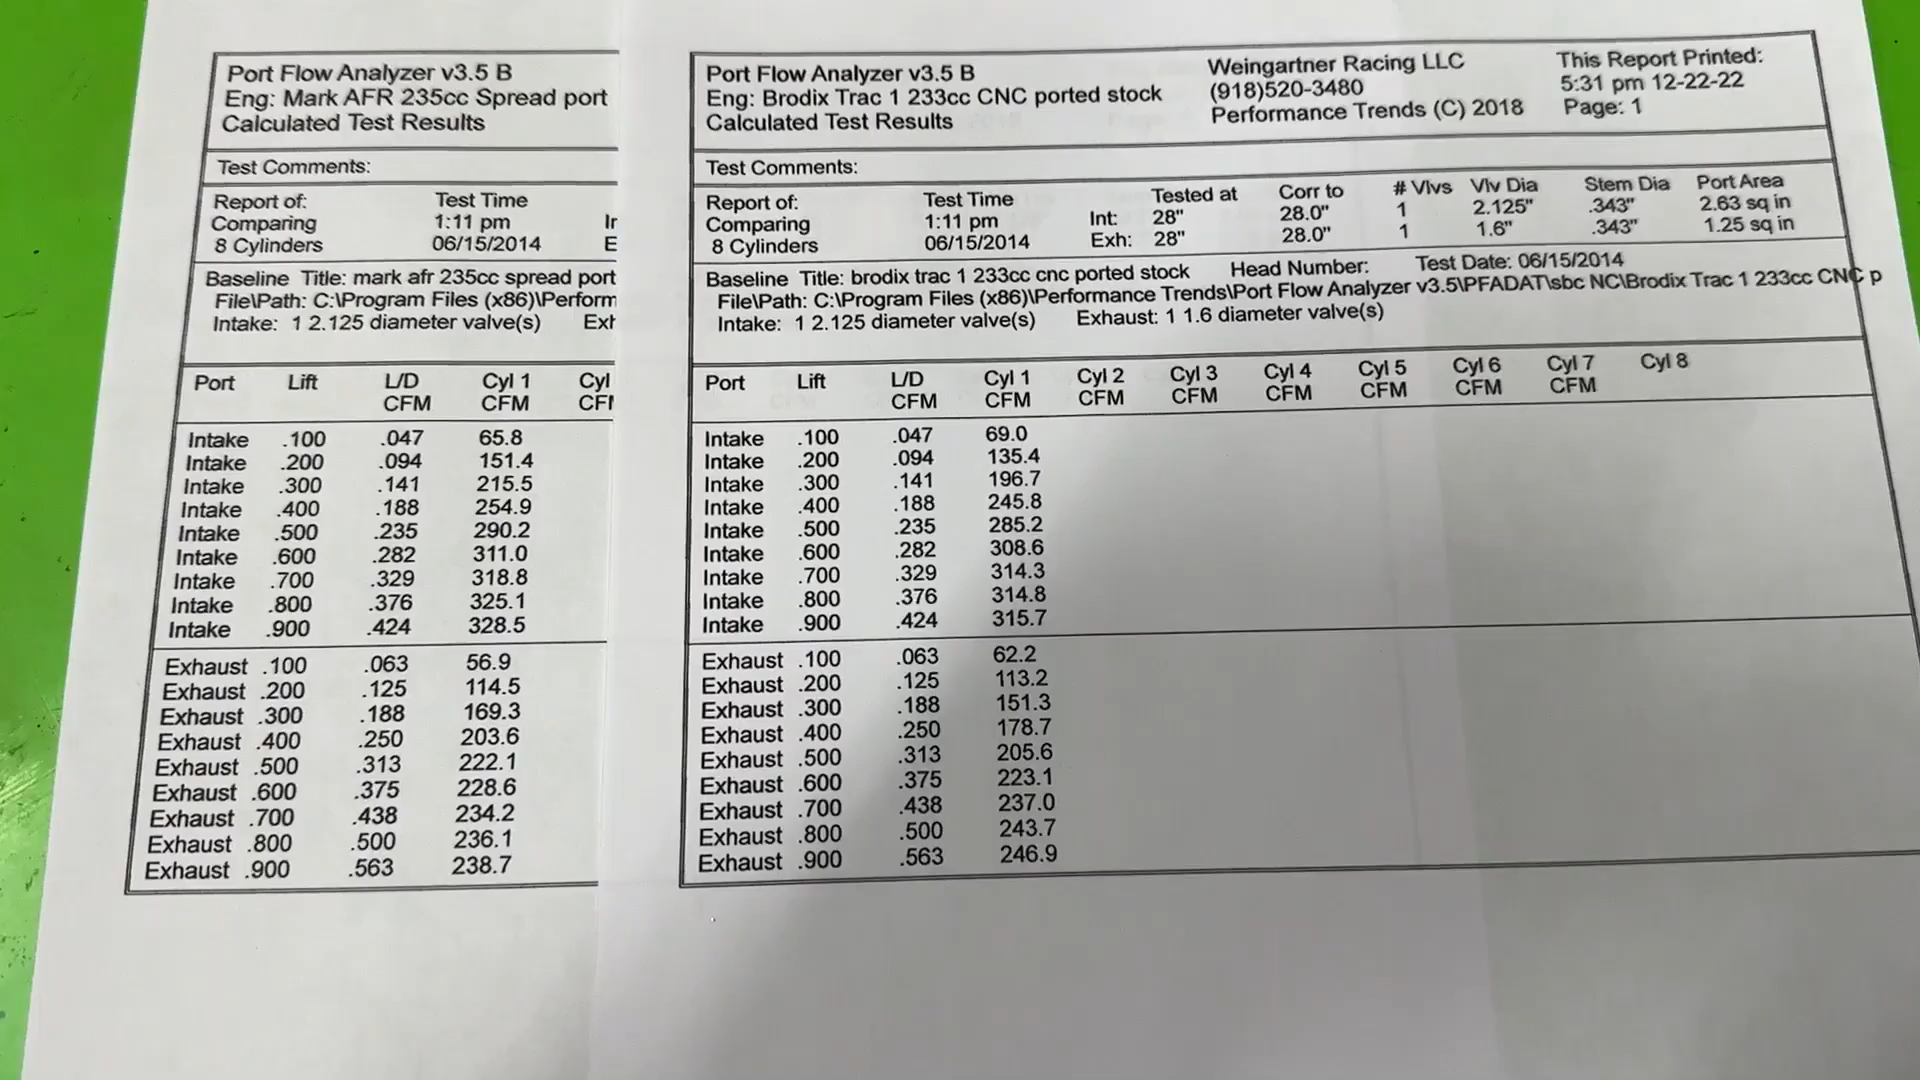 Port Flow Analyzer v3.5 B
Eng: Mark AFR 235cc Spread port
Calculated Test Results
Test Comments:
Report of: Test Time
Comparing 1:11 pm Ir
8 Cylinders 06/15/2014 E
Baseline Title: mark afr 235cc spread port
File\Path: C:\Program Files (x86)\Perform
Intake: 1 2.125 diameter valve(s) Exh
Port Lift L/D Cyl 1 Cyl
CFM CFM CFM
Intake .100 .047 65.8
Intake .200 .094 151.4
Intake .300 .141 215.5
Intake .400 .188 254.9
Intake .500 .235 290.2
Intake .600 .282 311.0
Intake .700 .329 318.8
Intake .800 .376 325.1
Intake .900 .424 328.5
Exhaust .100 .063 56.9
Exhaust .200 .125 114.5
Exhaust .300 .188 169.3
Exhaust .400 .250 203.6
Exhaust .500 .313 222.1
Exhaust .600 .375 228.6
Exhaust .700 .438 234.2
Exhaust .800 .500 236.1
Exhaust .900 .563 238.7
Port Flow Analyzer v3.5 B Weingartner Racing LLC This Report Printed:
Eng: Brodix Trac 1 233cc CNC ported stock (918)520-3480 5:31 pm 12-22-22
Calculated Test Results Performance Trends (C) 2018 Page: 1
Test Comments:
Report of: Test Time Tested at Corr to # Vlvs Vlv Dia Stem Dia Port Area
Comparing 1:11 pm Int: 28" 28.0" 1 2.125" .343" 2.63 sq in
8 Cylinders 06/15/2014 Exh: 28" 28.0" 1 1.6" .343" 1.25 sq in
Baseline Title: brodix trac 1 233cc cnc ported stock Head Number: Test Date: 06/15/2014
File\Path: C:\Program Files (x86)\Performance Trends\Port Flow Analyzer v3.5\PFADAT\sbc NC\Brodix Trac 1 233cc CNC p
Intake: 1 2.125 diameter valve(s) Exhaust: 1 1.6 diameter valve(s)
Port Lift L/D Cyl 1 Cyl 2 Cyl 3 Cyl 4 Cyl 5 Cyl 6 Cyl 7 Cyl 8
CFM CFM CFM CFM CFM CFM CFM CFM
Intake .100 .047 69.0
Intake .200 .094 135.4
Intake .300 .141 196.7
Intake .400 .188 245.8
Intake .500 .235 285.2
Intake .600 .282 308.6
Intake .700 .329 314.3
Intake .800 .376 314.8
Intake .900 .424 315.7
Exhaust .100 .063 62.2
Exhaust .200 .125 113.2
Exhaust .300 .188 151.3
Exhaust .400 .250 178.7
Exhaust .500 .313 205.6
Exhaust .600 .375 223.1
Exhaust .700 .438 237.0
Exhaust .800 .500 243.7
Exhaust .900 .563 246.9